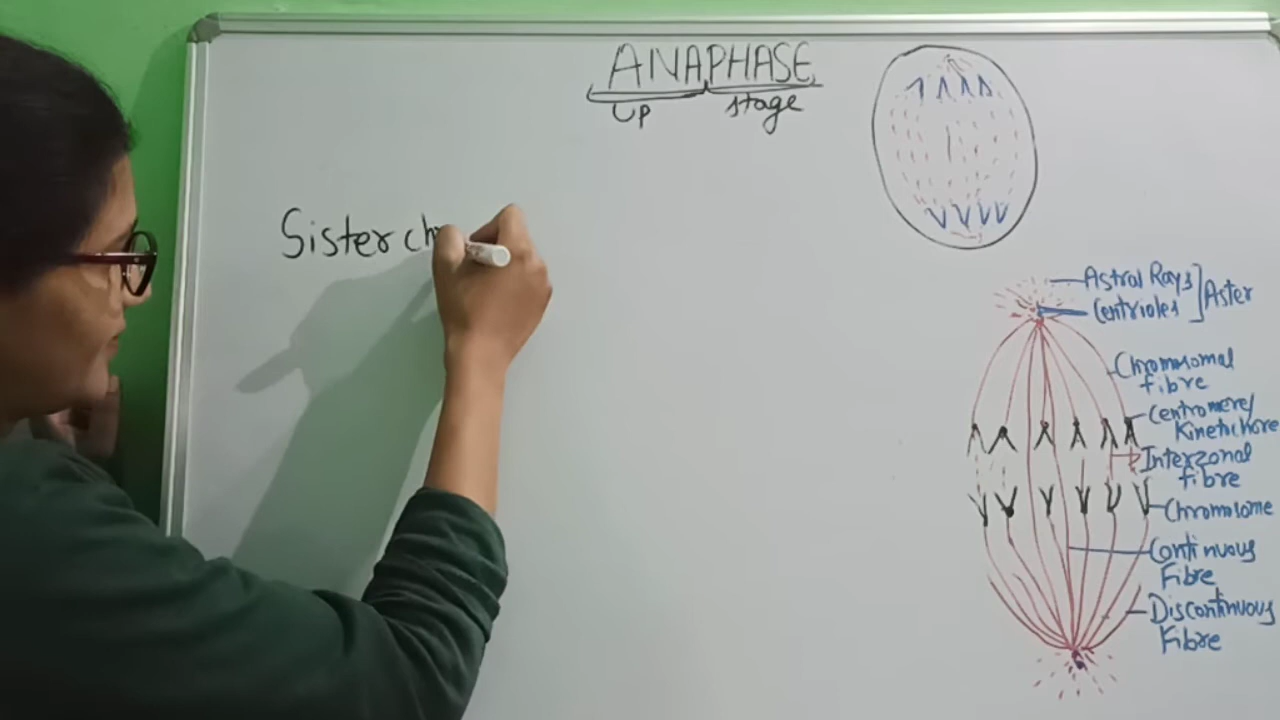 ANAPHASE
Up stage
Sister ch
Astral Rays
Centrioles
Aster
Chromosomal
fibre
Centromere/
Kinetichore
Interzonal
fibre
Chromosome
Continuous
Fibre
Discontinuous
Fibre